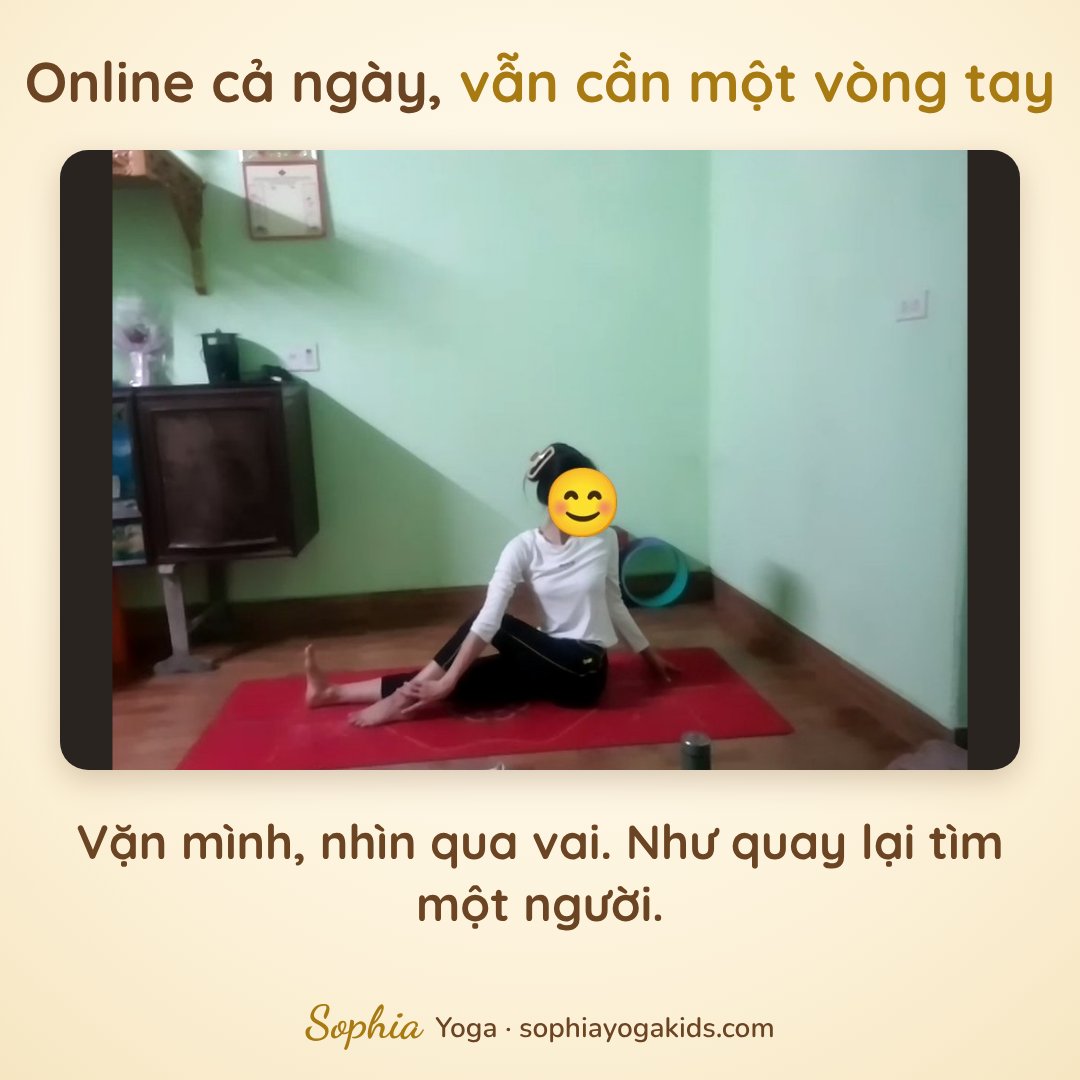 Online cả ngày, vẫn cần một vòng tay
Vặn mình, nhìn qua vai. Như quay lại tìm
một người.
Sophia Yoga · sophiayogakids.com